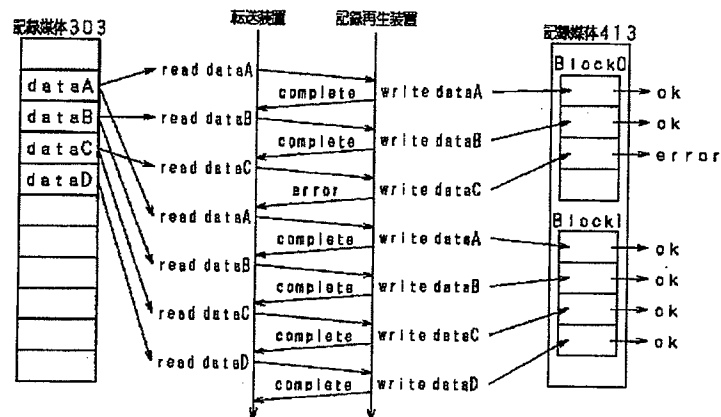 転送装置 記録再生装置
記録媒体303 記録媒体413
Block0
read dataA
dataA complete write dataA ok
dataB read dataB
complete write dataB ok
dataC
read dataC error
dataD error write dataC
read dataA Block1
complete write dataA ok
read dataB
complete write dataB ok
read dataC ok
complete write dataC
read dataD ok
complete write dataD